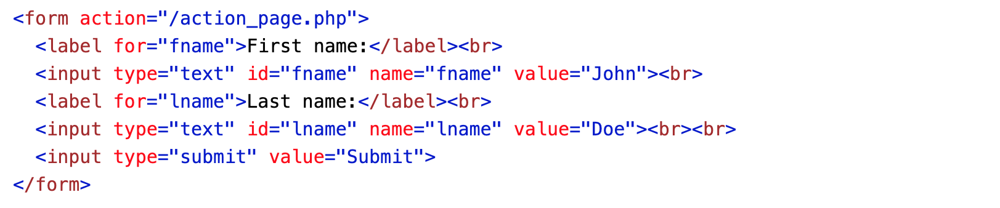 <form action="/action_page.php">
  <label for="fname">First name:</label><br>
  <input type="text" id="fname" name="fname" value="John"><br>
  <label for="lname">Last name:</label><br>
  <input type="text" id="lname" name="lname" value="Doe"><br><br>
  <input type="submit" value="Submit">
</form>